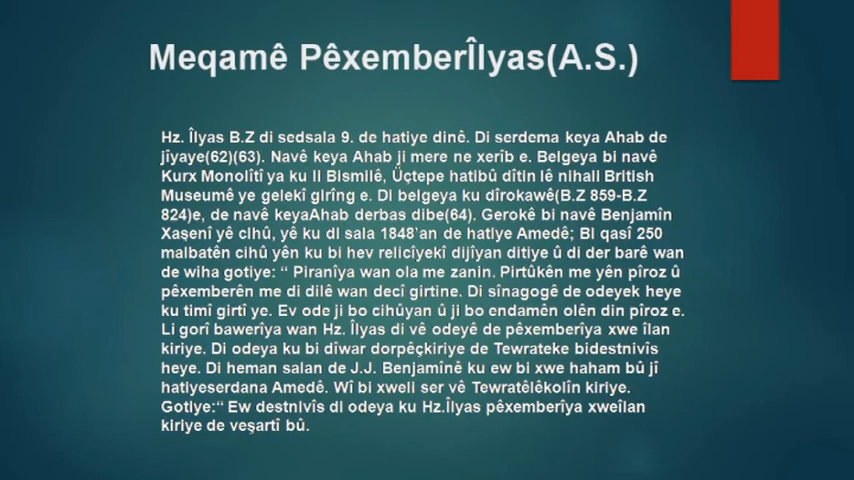 Meqamê PêxemberÎlyas(A.S.)
Hz. Îlyas B.Z di sedsala 9. de hatiye dinê. Di serdema keya Ahab de
jîyaye(62)(63). Navê keya Ahab ji mere ne xerîb e. Belgeya bi navê
Kurx Monolîtî ya ku li Bismilê, Üçtepe hatibû dîtin lê nihali British
Museumê ye gelekî girîng e. Di belgeya ku dîrokawê(B.Z 859-B.Z
824)e, de navê keyaAhab derbas dibe(64). Gerokê bi navê Benjamîn
Xaşenî yê cihû, yê ku di sala 1848'an de hatiye Amedê; Bi qasî 250
malbatên cihû yên ku bi hev relicîyekî dijîyan ditiye û di der barê wan
de wiha gotiye: “ Piranîya wan ola me zanin. Pirtûkên me yên pîroz û
pêxemberên me di dilê wan decî girtine. Di sînagogê de odeyek heye
ku timî girtî ye. Ev ode ji bo cihûyan û ji bo endamên olên din pîroz e.
Li gorî bawerîya wan Hz. Îlyas di vê odeyê de pêxemberîya xwe îlan
kiriye. Di odeya ku bi dîwar dorpêçkiriye de Tewrateke bidestnivîs
heye. Di heman salan de J.J. Benjamînê ku ew bi xwe haham bû jî
hatiyeserdana Amedê. Wî bi xweli ser vê Tewratêlêkolîn kiriye.
Gotiye:“ Ew destnivîs di odeya ku Hz.Îlyas pêxemberîya xweîlan
kiriye de veşartî bû.